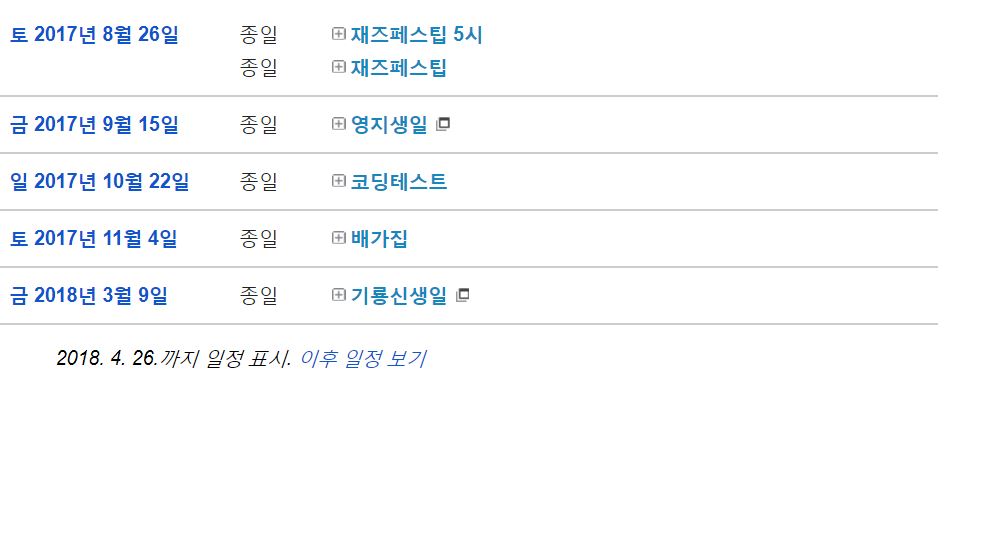 토 2017년 8월 26일 종일 재즈페스팁 5시
종일 재즈페스팁
금 2017년 9월 15일 종일 영지생일
일 2017년 10월 22일 종일 코딩테스트
토 2017년 11월 4일 종일 배가집
금 2018년 3월 9일 종일 기룡신생일
2018. 4. 26.까지 일정 표시. 이후 일정 보기